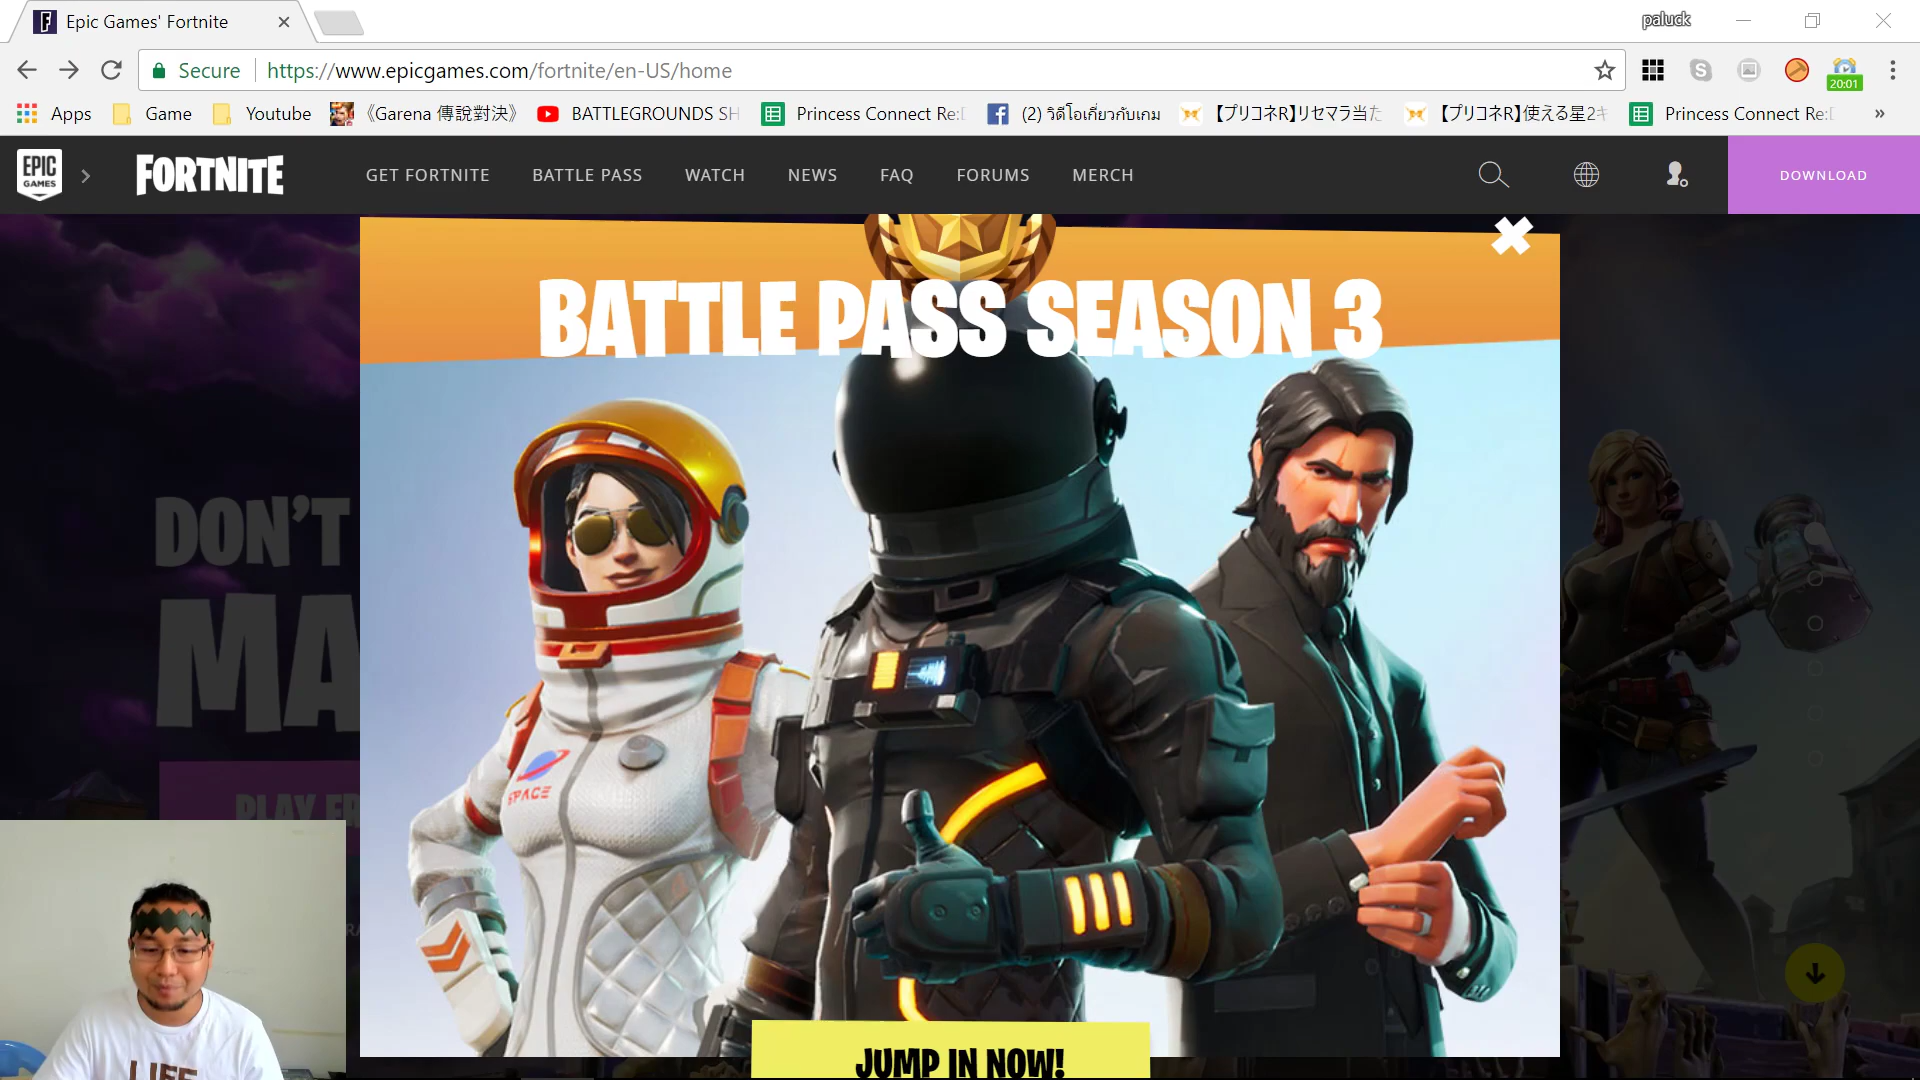 Epic Games' Fortnite
paluck
Secure https://www.epicgames.com/fortnite/en-US/home
20:01
Apps Game Youtube 《Garena 傳說對決》 BATTLEGROUNDS SH Princess Connect Re:D (2) วิดีโอเกี่ยวกับเกม 【プリコネR】リセマラ当た 【プリコネR】使える星2キ Princess Connect Re:D »
EPIC GAMES FORTNITE GET FORTNITE BATTLE PASS WATCH NEWS FAQ FORUMS MERCH DOWNLOAD
BATTLE PASS SEASON 3
DON'T
MA
PLAY FR
SPACE
LIFE
JUMP IN NOW!